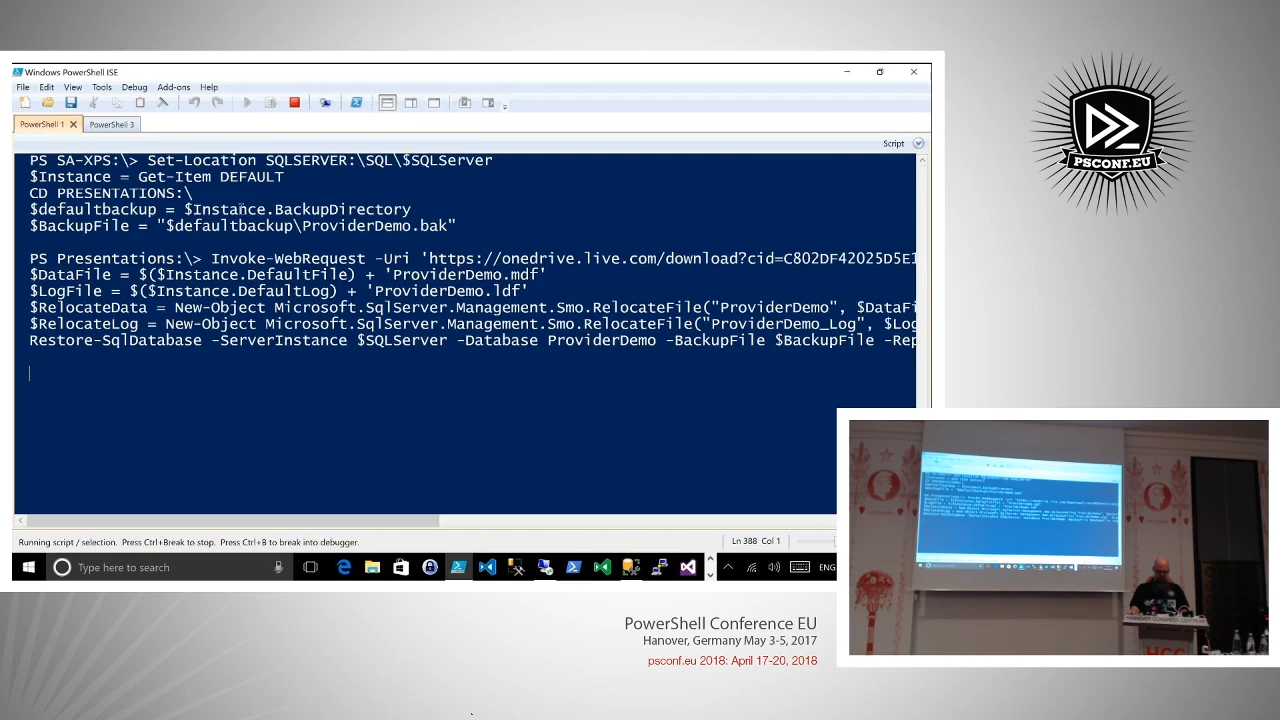 Windows PowerShell ISE
File Edit View Tools Debug Add-ons Help
PowerShell 1 PowerShell 3
Script
PS SA-XPS:\> Set-Location SQLSERVER:\SQL\$SQLServer
$Instance = Get-Item DEFAULT
CD PRESENTATIONS:\
$defaultbackup = $Instance.BackupDirectory
$BackupFile = "$defaultbackup\ProviderDemo.bak"
PS Presentations:\> Invoke-WebRequest -Uri 'https://onedrive.live.com/download?cid=C802DF42025D5E1
$DataFile = $($Instance.DefaultFile) + 'ProviderDemo.mdf'
$LogFile = $($Instance.DefaultLog) + 'ProviderDemo.ldf'
$RelocateData = New-Object Microsoft.SqlServer.Management.Smo.RelocateFile("ProviderDemo", $DataFi
$RelocateLog = New-Object Microsoft.SqlServer.Management.Smo.RelocateFile("ProviderDemo_Log", $Log
Restore-SqlDatabase -ServerInstance $SQLServer -Database ProviderDemo -BackupFile $BackupFile -Rep
Running script / selection. Press Ctrl+Break to stop. Press Ctrl+B to break into debugger.
Ln 388 Col 1
Type here to search
ENG
PSCONF.EU
HANNOVER CONGRESS CENTRUM
HCC
PowerShell Conference EU
Hanover, Germany May 3-5, 2017
psconf.eu 2018: April 17-20, 2018